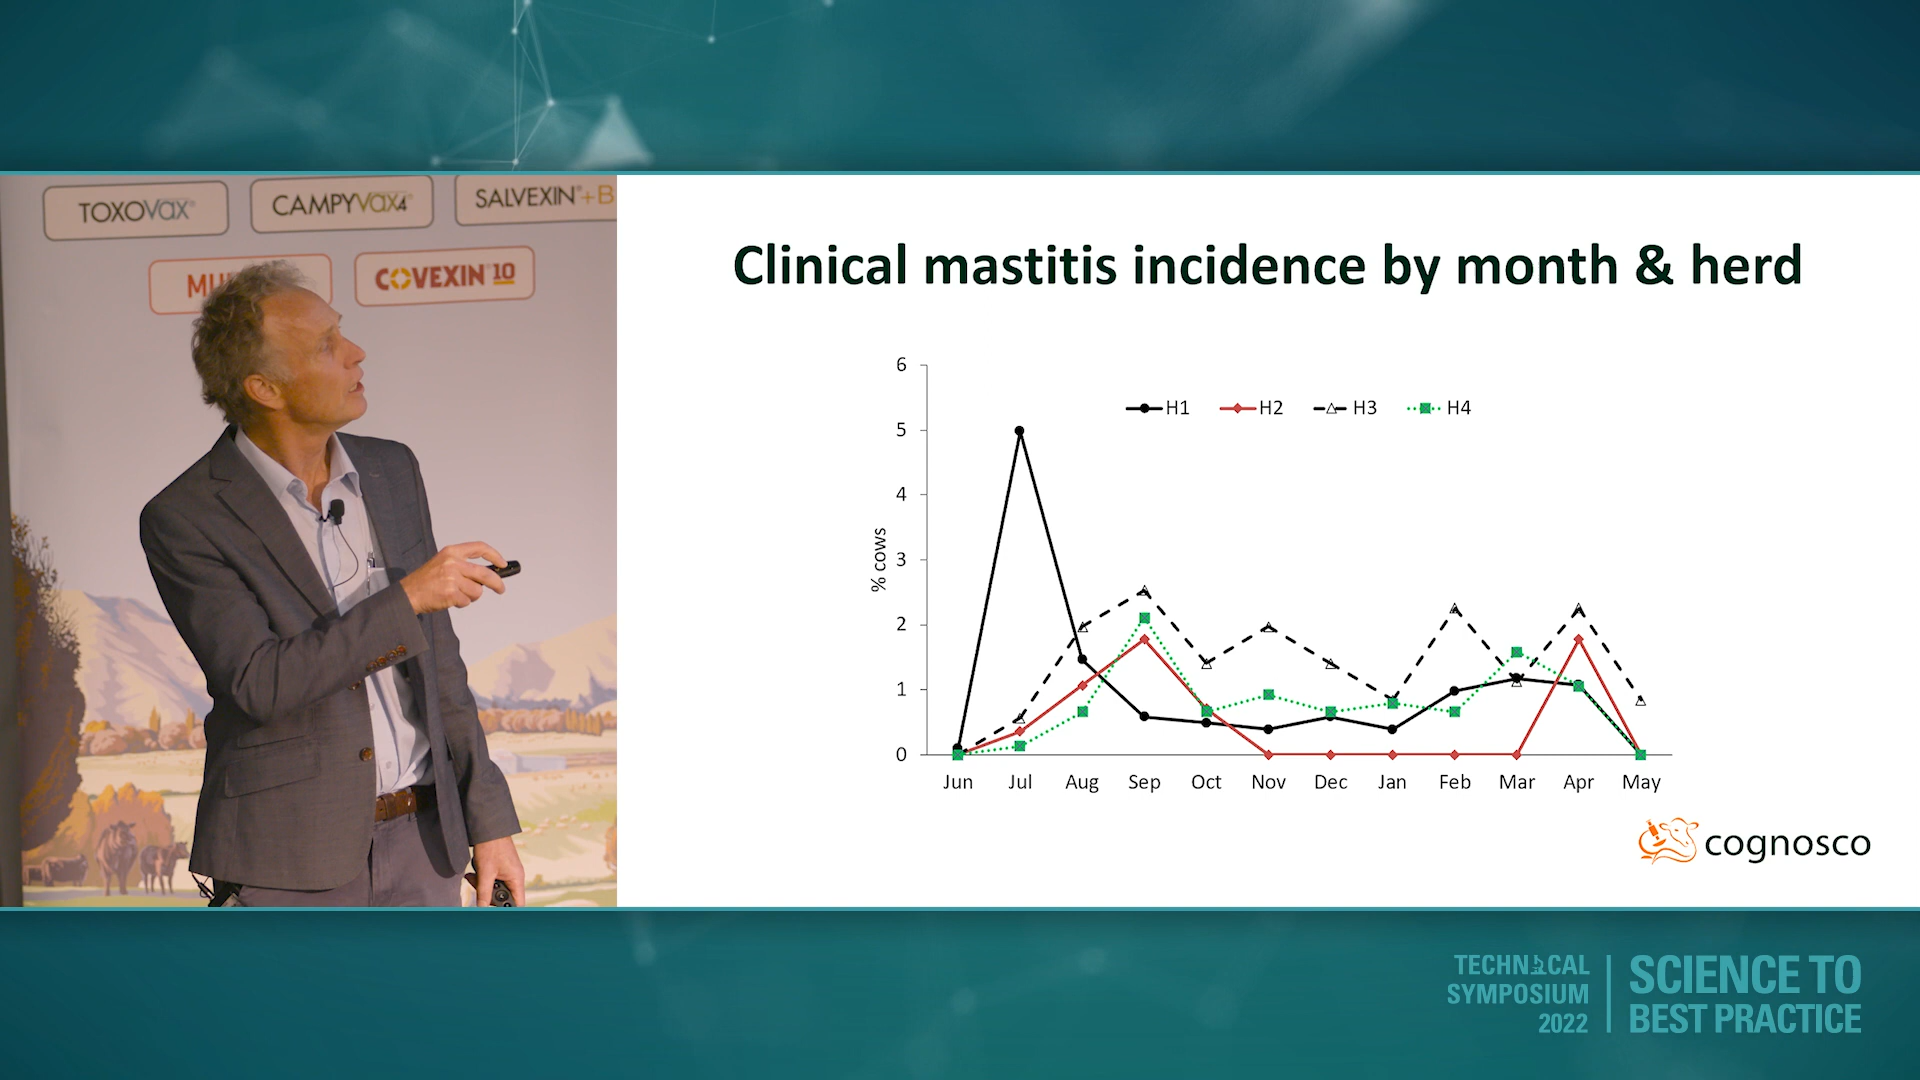 TOXOVAX®
CAMPYVAX4®
SALVEXIN®+B
COVEXIN® 10
Clinical mastitis incidence by month & herd
6
5
4
3
2
1
0
% cows
H1 H2 H3 H4
Jun Jul Aug Sep Oct Nov Dec Jan Feb Mar Apr May
cognosco
TECHNICAL
SYMPOSIUM
2022
SCIENCE TO
BEST PRACTICE